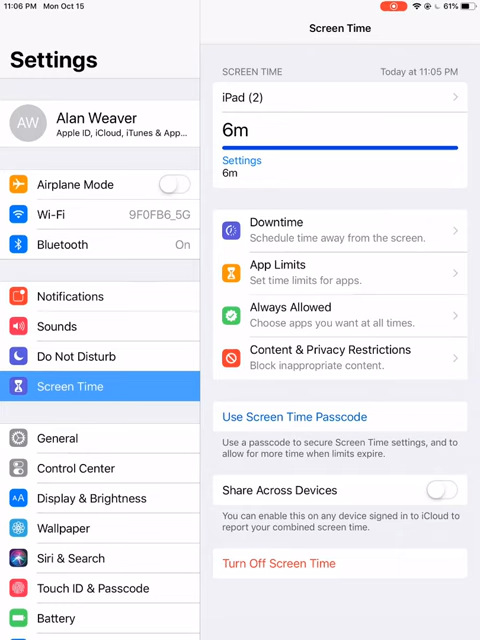 11:06 PM Mon Oct 15
61%
Settings
AW
Alan Weaver
Apple ID, iCloud, iTunes & App...
Airplane Mode
Wi-Fi 9F0FB6_5G
Bluetooth On
Notifications
Sounds
Do Not Disturb
Screen Time
General
Control Center
AA Display & Brightness
Wallpaper
Siri & Search
Touch ID & Passcode
Battery
Screen Time
SCREEN TIME Today at 11:05 PM
iPad (2)
6m
Settings
6m
Downtime
Schedule time away from the screen.
App Limits
Set time limits for apps.
Always Allowed
Choose apps you want at all times.
Content & Privacy Restrictions
Block inappropriate content.
Use Screen Time Passcode
Use a passcode to secure Screen Time settings, and to
allow for more time when limits expire.
Share Across Devices
You can enable this on any device signed in to iCloud to
report your combined screen time.
Turn Off Screen Time